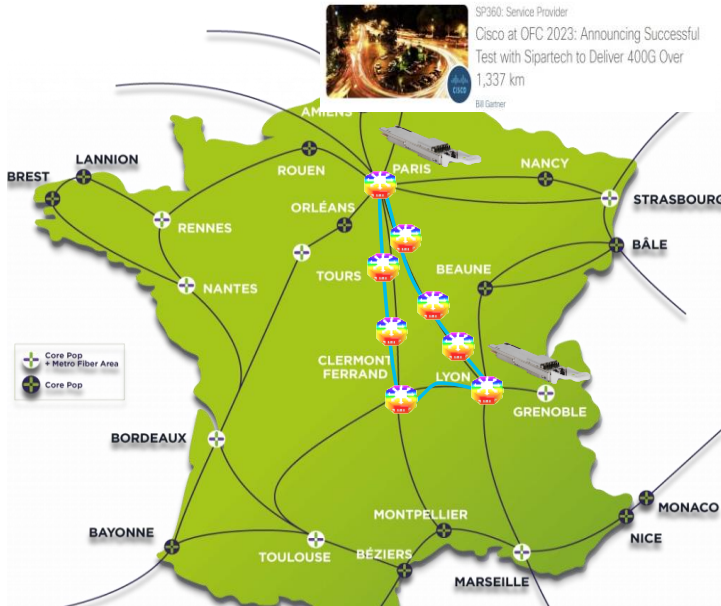 SP360: Service Provider
Cisco at OFC 2023: Announcing Successful
Test with Sipartech to Deliver 400G Over
1,337 km
Bill Gartner
CISCO
AMIENS
ROUEN
PARIS
NANCY
LANNION
BREST
STRASBOURG
ORLÉANS
RENNES
BÂLE
TOURS
BEAUNE
NANTES
Core Pop
+ Metro Fiber Area
Core Pop
CLERMONT
FERRAND
LYON
GRENOBLE
BORDEAUX
MONTPELLIER
MONACO
BAYONNE
NICE
TOULOUSE
BÉZIERS
MARSEILLE